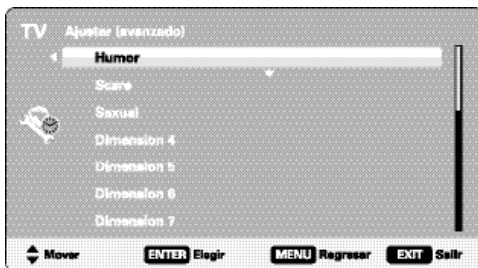 TV Ajustar (avanzado)
Humor
Scare
Sexual
Dimension 4
Dimension 5
Dimension 6
Dimension 7
Mover ENTER Elegir MENU Regresar EXIT Salir